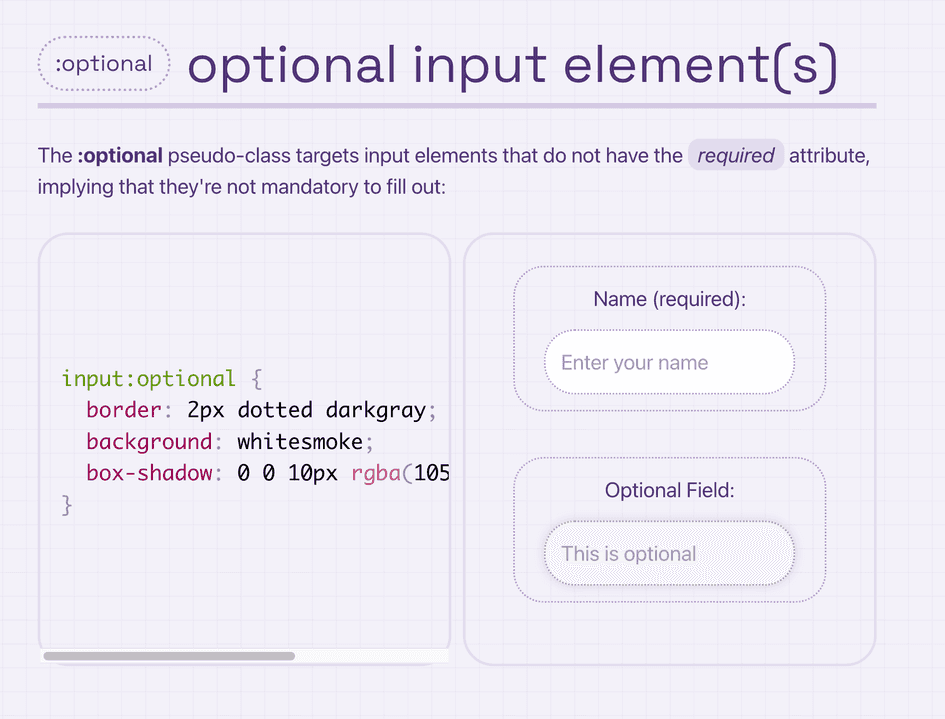 :optional optional input element(s)
The :optional pseudo-class targets input elements that do not have the required attribute,
implying that they're not mandatory to fill out:
input:optional {
  border: 2px dotted darkgray;
  background: whitesmoke;
  box-shadow: 0 0 10px rgba(105
}
Name (required):
Enter your name
Optional Field:
This is optional